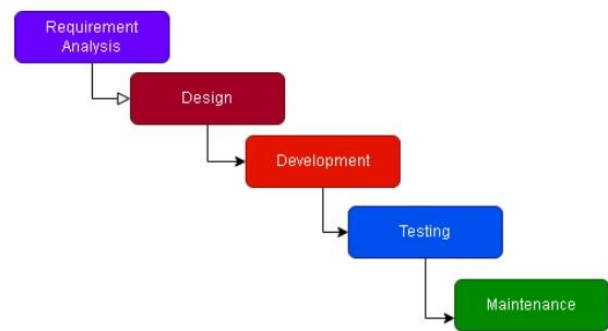 Requirement
Analysis
Design
Development
Testing
Maintenance